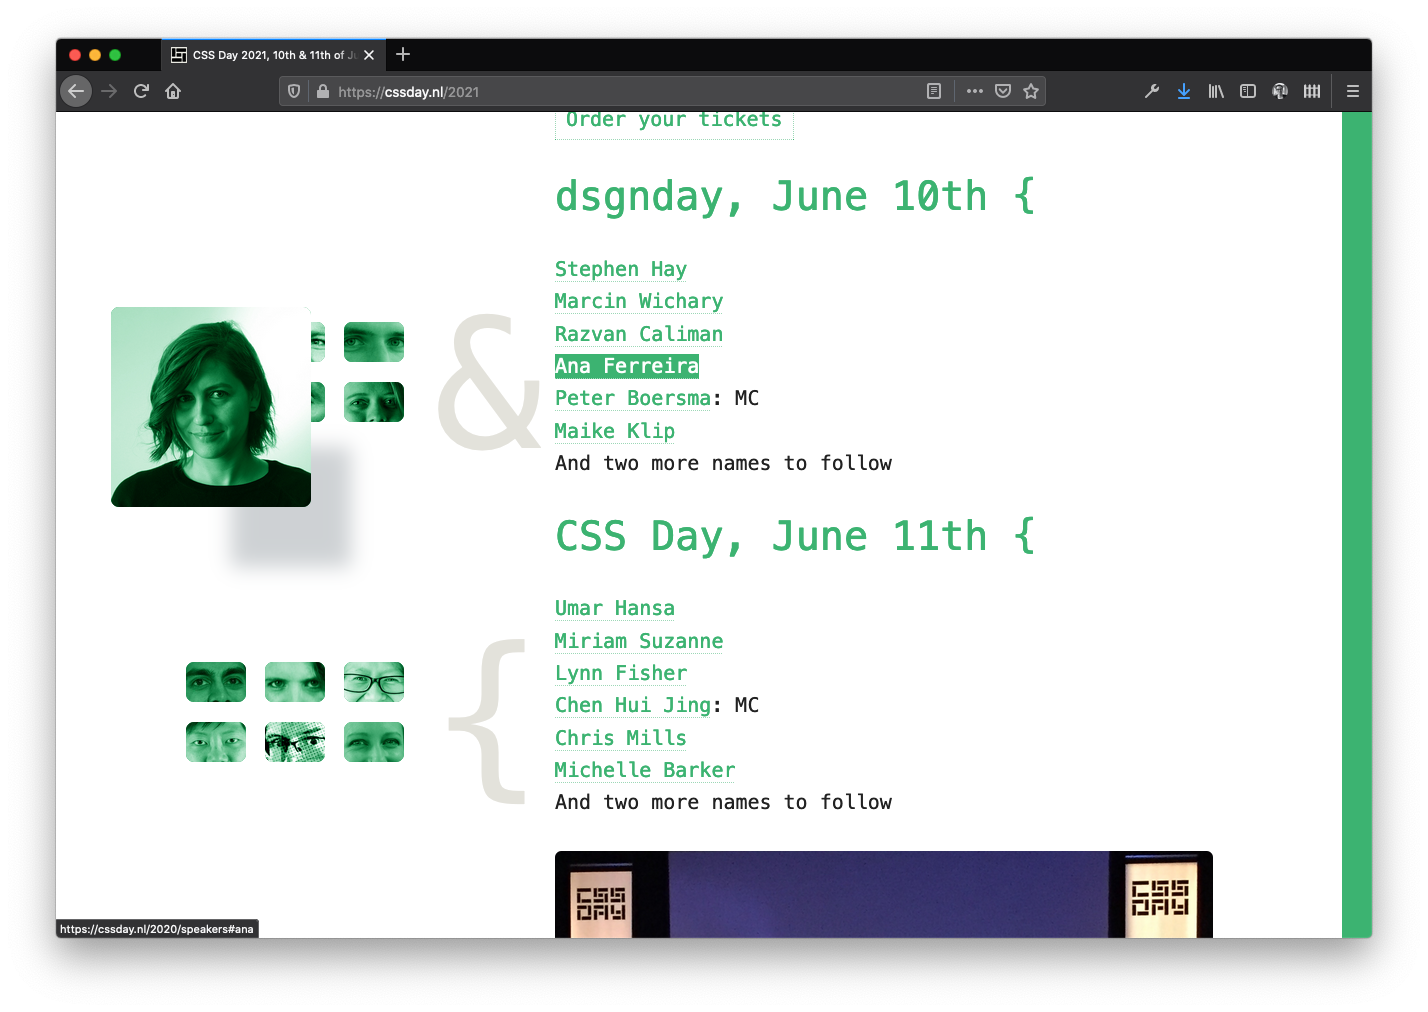 CSS Day 2021, 10th & 11th of Ju
https://cssday.nl/2021
Order your tickets
dsgnday, June 10th {
Stephen Hay
Marcin Wichary
Razvan Caliman
Ana Ferreira
Peter Boersma: MC
Maike Klip
And two more names to follow
&
CSS Day, June 11th {
Umar Hansa
Miriam Suzanne
Lynn Fisher
Chen Hui Jing: MC
Chris Mills
Michelle Barker
And two more names to follow
{
CSS
DAY
CSS
DAY
https://cssday.nl/2020/speakers#ana